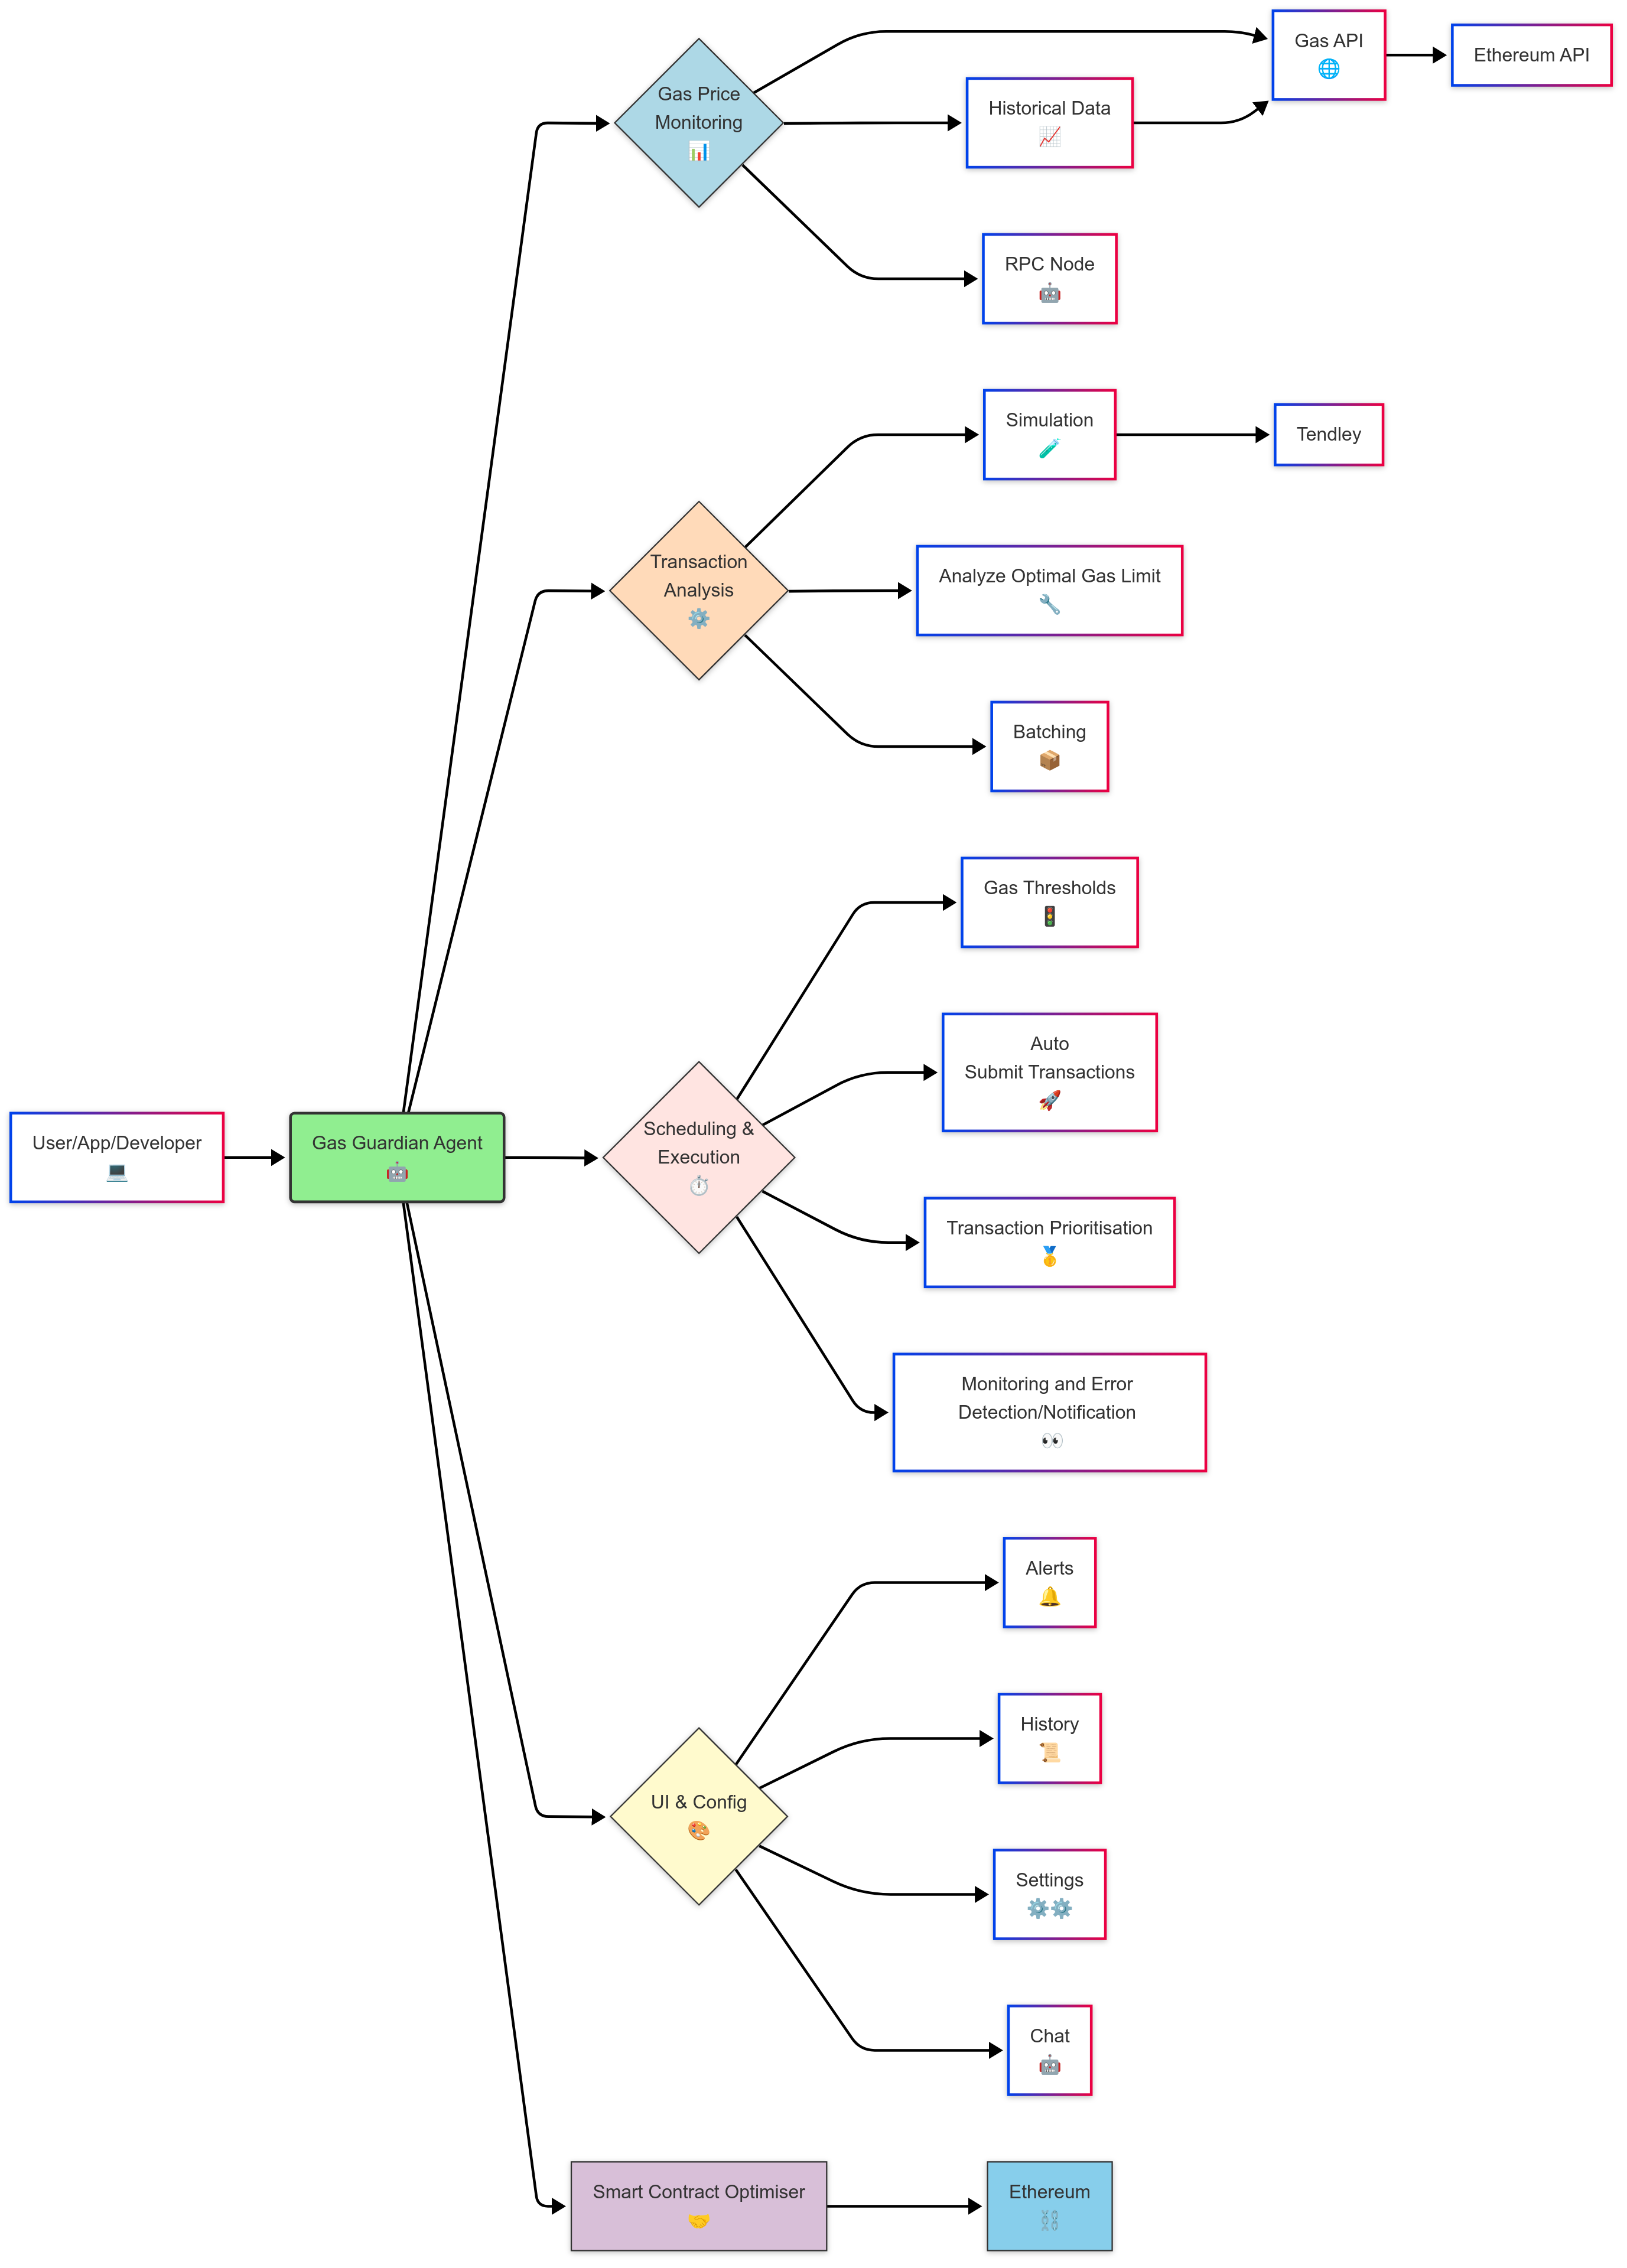 Gas Price
Monitoring
Historical Data
Gas API
Ethereum API
RPC Node
Transaction
Analysis
Simulation
Tendley
Analyze Optimal Gas Limit
Batching
User/App/Developer
Gas Guardian Agent
Scheduling &
Execution
Gas Thresholds
Auto
Submit Transactions
Transaction Prioritisation
Monitoring and Error
Detection/Notification
UI & Config
Alerts
History
Settings
Chat
Smart Contract Optimiser
Ethereum